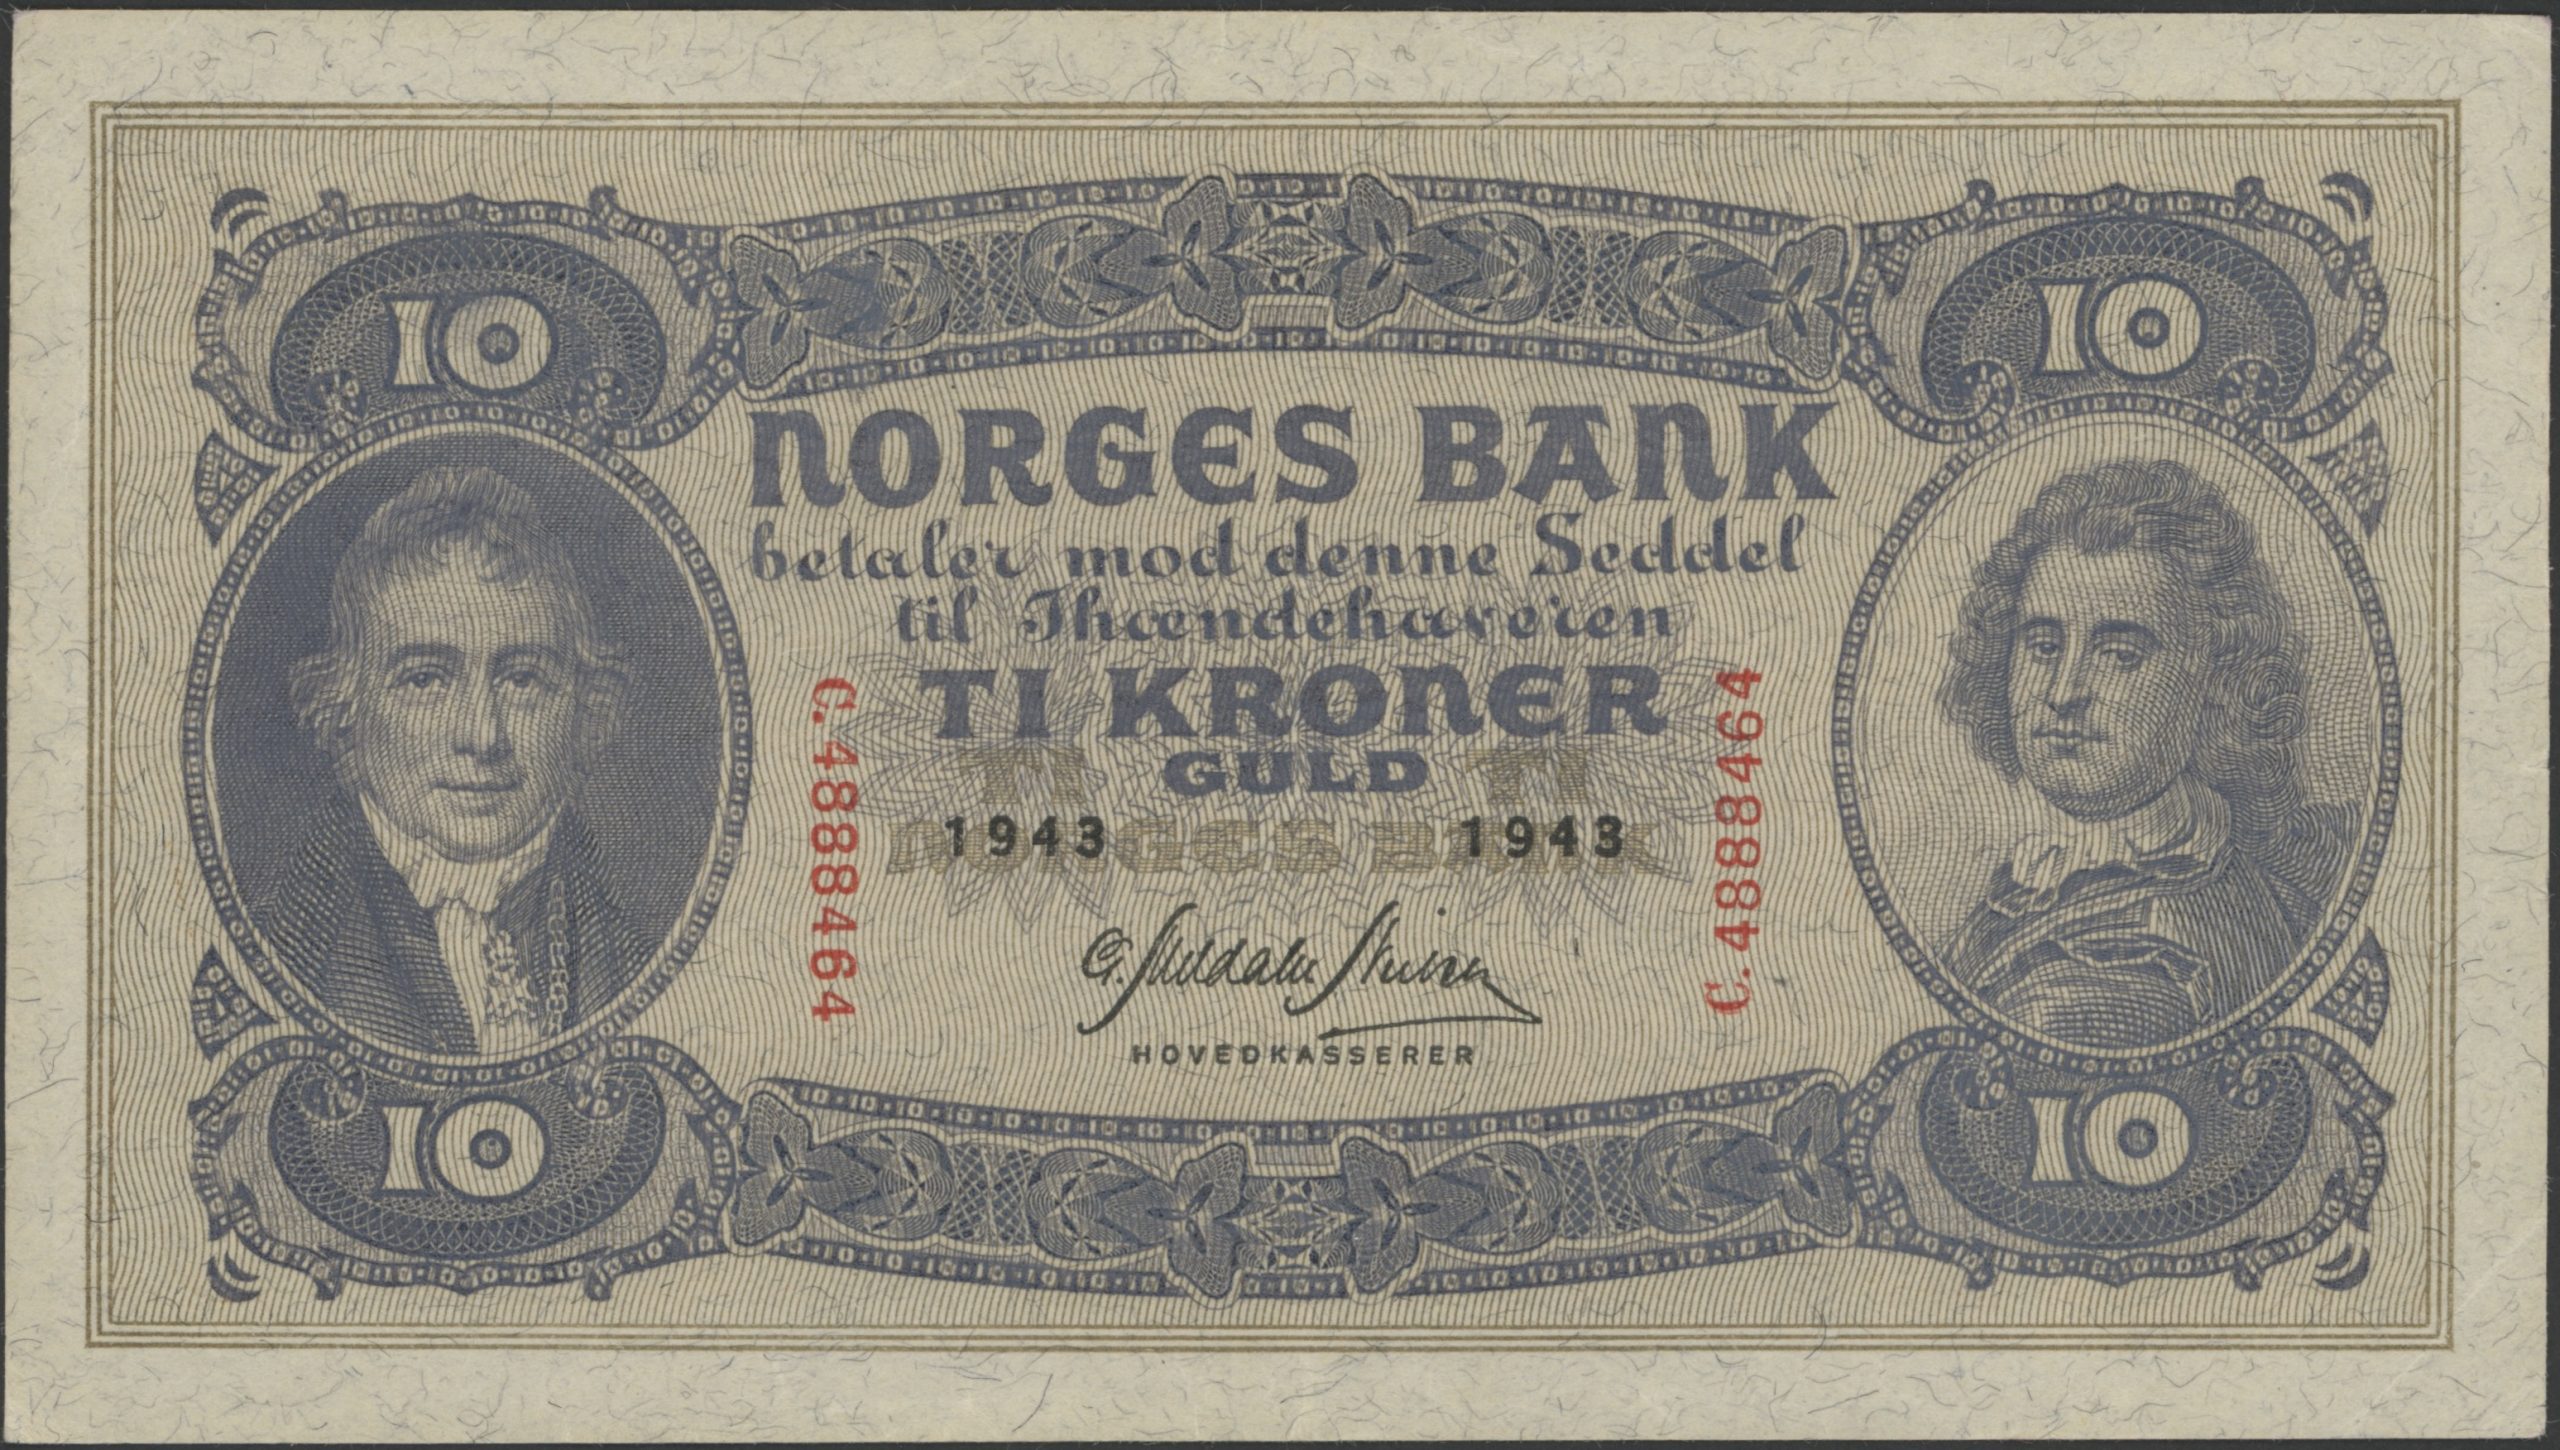 10
10
NORGES BANK
betaler mod denne Seddel
til Ihændehaveren
TI KRONER
TI GULD TI
NORGES BANK
1943 1943
C.4888464
C.4888464
HOVEDKASSERER
10
10